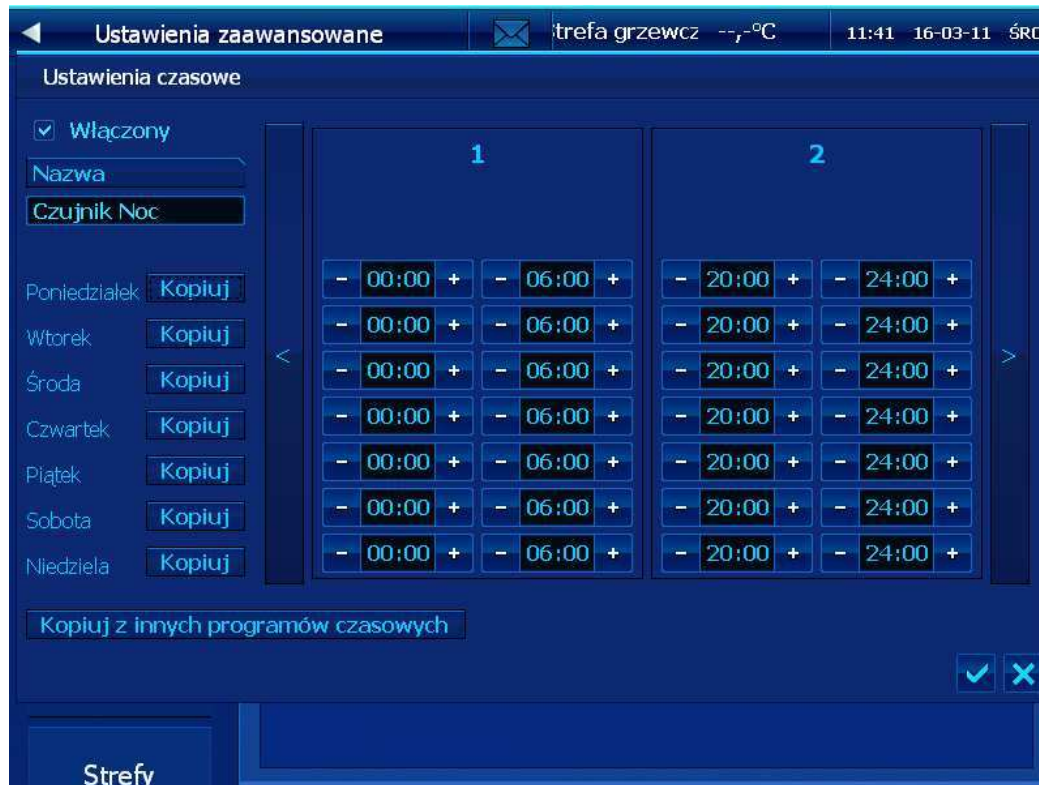 Ustawienia zaawansowane trefa grzewcz --,-°C 11:41 16-03-11 ŚRO
Ustawienia czasowe
Włączony
Nazwa
Czujnik Noc
1 2
Poniedziałek Kopiuj - 00:00 + - 06:00 + - 20:00 + - 24:00 +
Wtorek Kopiuj - 00:00 + - 06:00 + - 20:00 + - 24:00 +
Środa Kopiuj - 00:00 + - 06:00 + - 20:00 + - 24:00 +
Czwartek Kopiuj - 00:00 + - 06:00 + - 20:00 + - 24:00 +
Piątek Kopiuj - 00:00 + - 06:00 + - 20:00 + - 24:00 +
Sobota Kopiuj - 00:00 + - 06:00 + - 20:00 + - 24:00 +
Niedziela Kopiuj - 00:00 + - 06:00 + - 20:00 + - 24:00 +
< >
Kopiuj z innych programów czasowych
Strefy